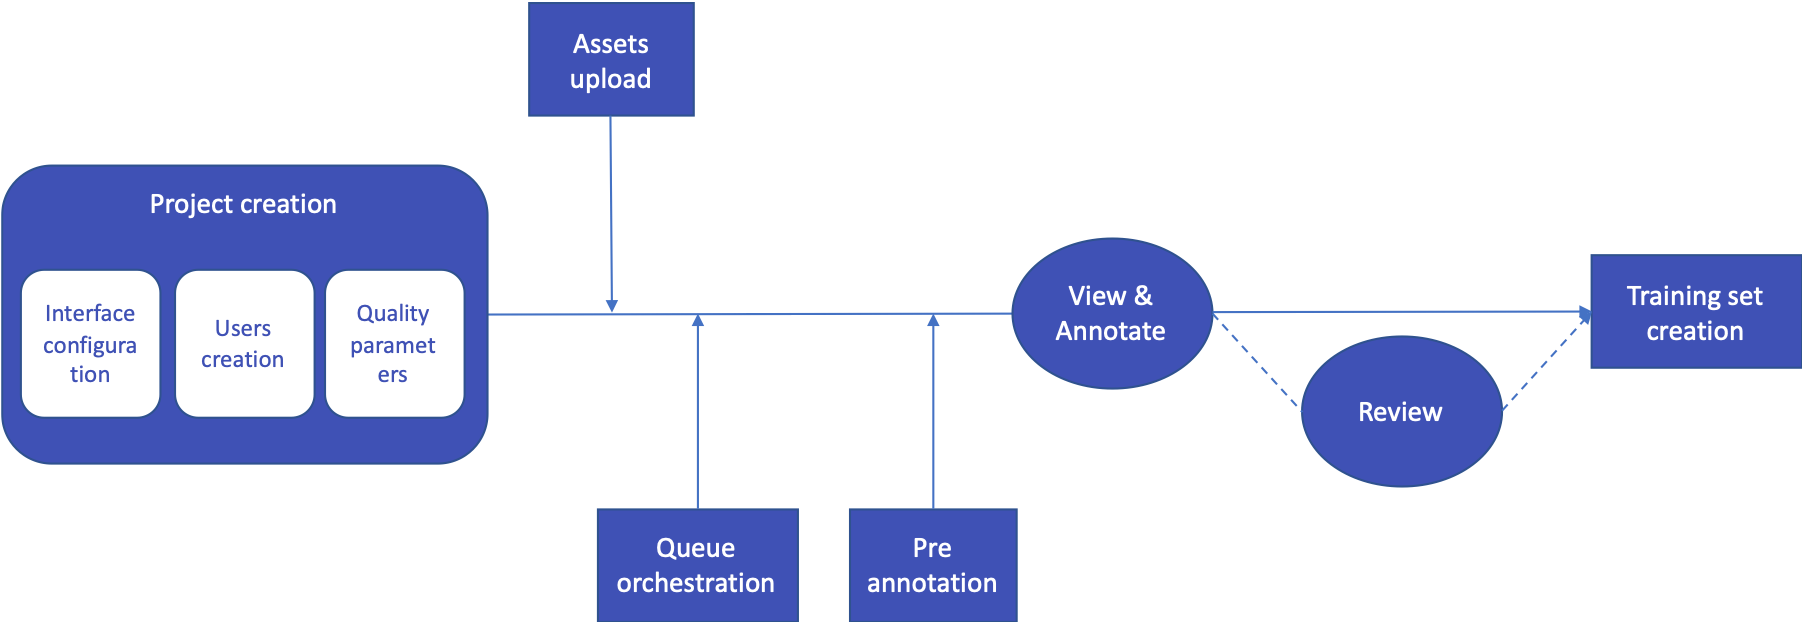 Assets
upload
Project creation
Interface
configura
tion
Users
creation
Quality
paramet
ers
View &
Annotate
Training set
creation
Review
Queue
orchestration
Pre
annotation